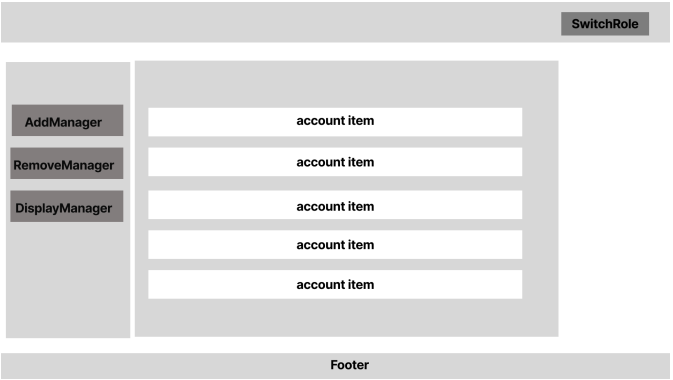 SwitchRole
AddManager
RemoveManager
DisplayManager
account item
account item
account item
account item
account item
Footer